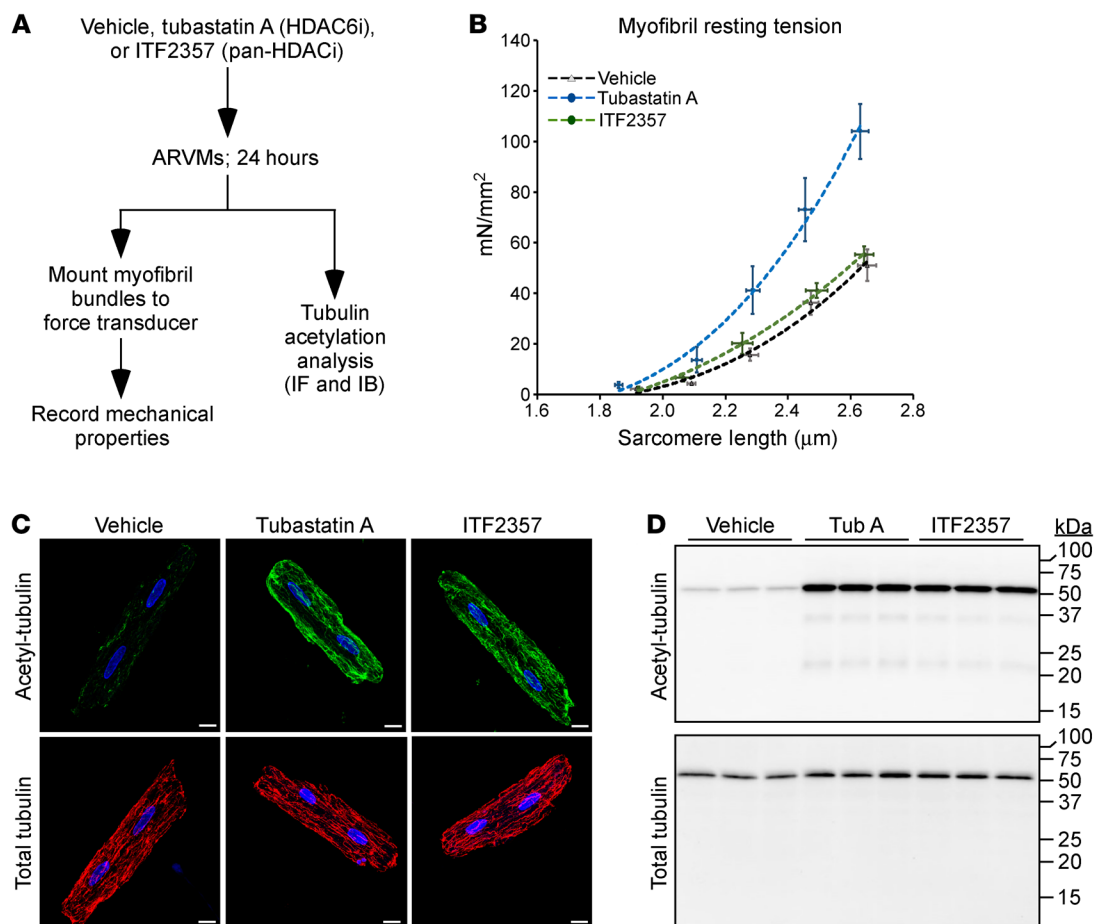 A
Vehicle, tubastatin A (HDAC6i),
or ITF2357 (pan-HDACi)
ARVMs; 24 hours
Mount myofibril
bundles to
force transducer
Tubulin
acetylation
analysis
(IF and IB)
Record mechanical
properties
B
Myofibril resting tension
mN/mm²
140
120
100
80
60
40
20
0
Vehicle
Tubastatin A
ITF2357
1.6 1.8 2.0 2.2 2.4 2.6 2.8
Sarcomere length (μm)
C
Vehicle Tubastatin A ITF2357
Acetyl-tubulin
Total tubulin
D
Vehicle Tub A ITF2357 kDa
Acetyl-tubulin
100
75
50
37
25
20
15
Total tubulin
100
75
50
37
25
20
15